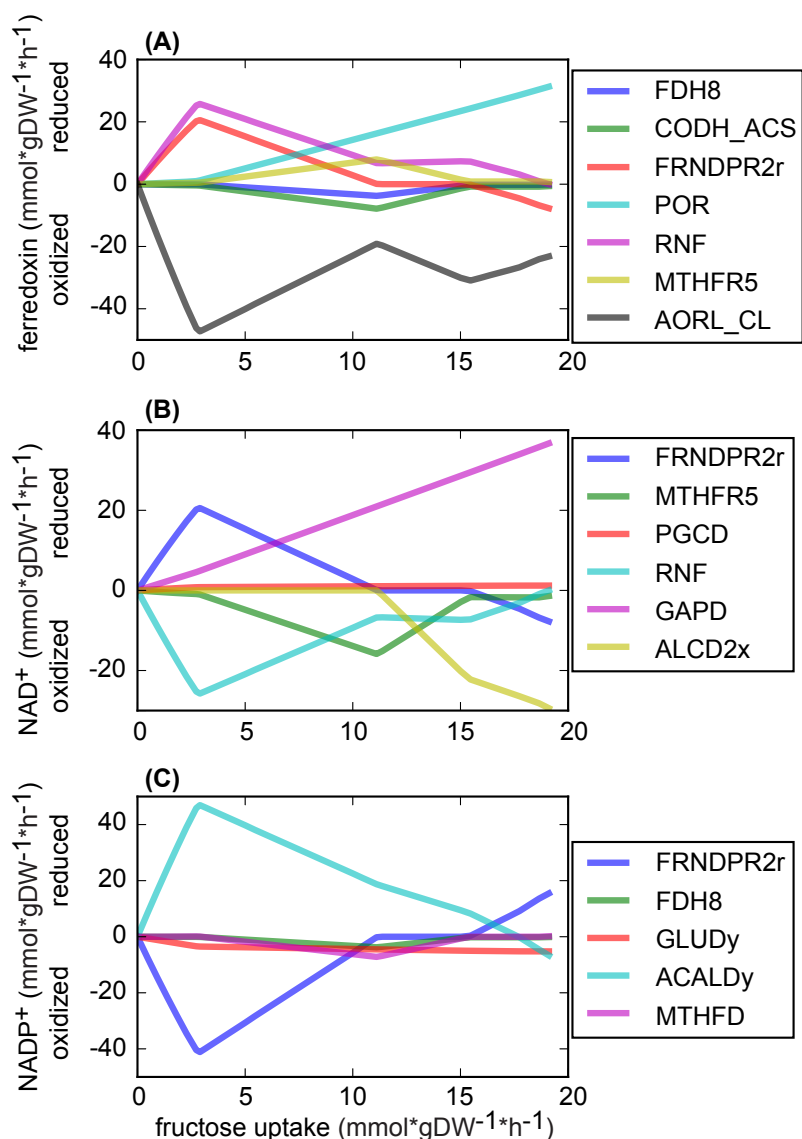 (A)
ferredoxin (mmol*gDW-1*h-1)
oxidized reduced
40
20
0
-20
-40
0 5 10 15 20
FDH8
CODH_ACS
FRNDPR2r
POR
RNF
MTHFR5
AORL_CL
(B)
NAD+ (mmol*gDW-1*h-1)
oxidized reduced
40
20
0
-20
0 5 10 15 20
FRNDPR2r
MTHFR5
PGCD
RNF
GAPD
ALCD2x
(C)
NADP+ (mmol*gDW-1*h-1)
oxidized reduced
40
20
0
-20
-40
0 5 10 15 20
fructose uptake (mmol*gDW-1*h-1)
FRNDPR2r
FDH8
GLUDy
ACALDy
MTHFD